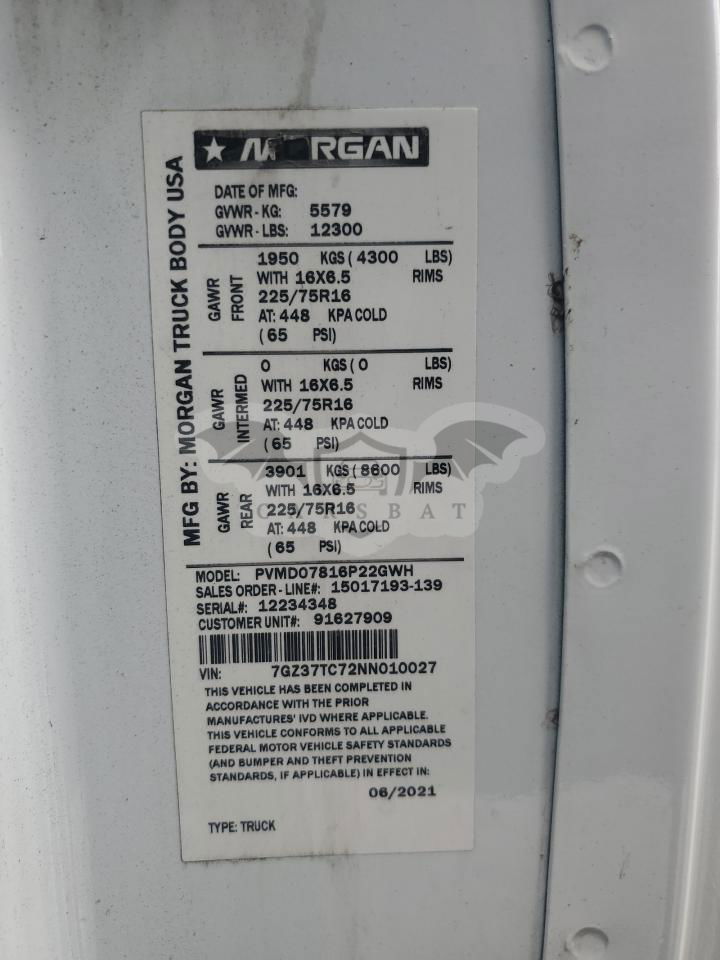 MORGAN
MFG BY: MORGAN TRUCK BODY USA
DATE OF MFG:
GVWR - KG: 5579
GVWR - LBS: 12300
GAWR FRONT
1950 KGS ( 4300 LBS)
WITH 16X6.5 RIMS
225/75R16
AT: 448 KPA COLD
( 65 PSI)
GAWR INTERMED
0 KGS ( 0 LBS)
WITH 16X6.5 RIMS
225/75R16
AT: 448 KPA COLD
( 65 PSI)
GAWR REAR
3901 KGS ( 8600 LBS)
WITH 16X6.5 RIMS
225/75R16
AT: 448 KPA COLD
( 65 PSI)
CARSBAT
MODEL: PVMD07816P22GWH
SALES ORDER - LINE#: 15017193-139
SERIAL#: 12234348
CUSTOMER UNIT#: 91627909
VIN: 7GZ37TC72NN010027
THIS VEHICLE HAS BEEN COMPLETED IN
ACCORDANCE WITH THE PRIOR
MANUFACTURES' IVD WHERE APPLICABLE.
THIS VEHICLE CONFORMS TO ALL APPLICABLE
FEDERAL MOTOR VEHICLE SAFETY STANDARDS
(AND BUMPER AND THEFT PREVENTION
STANDARDS, IF APPLICABLE) IN EFFECT IN:
06/2021
TYPE: TRUCK